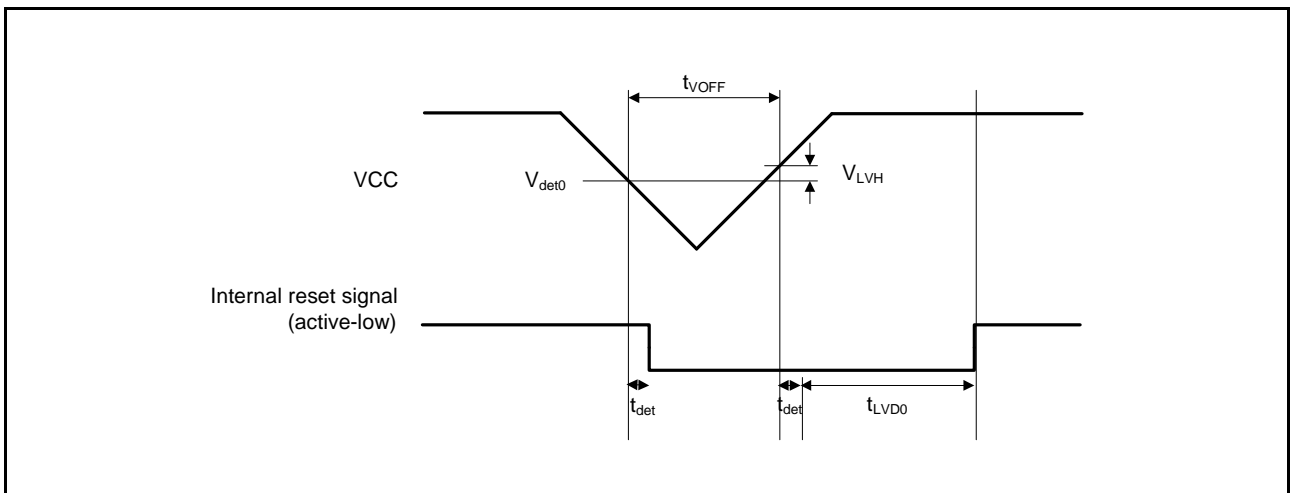 tVOFF
VCC
Vdet0
VLVH
Internal reset signal
(active-low)
tdet
tdet
tLVD0